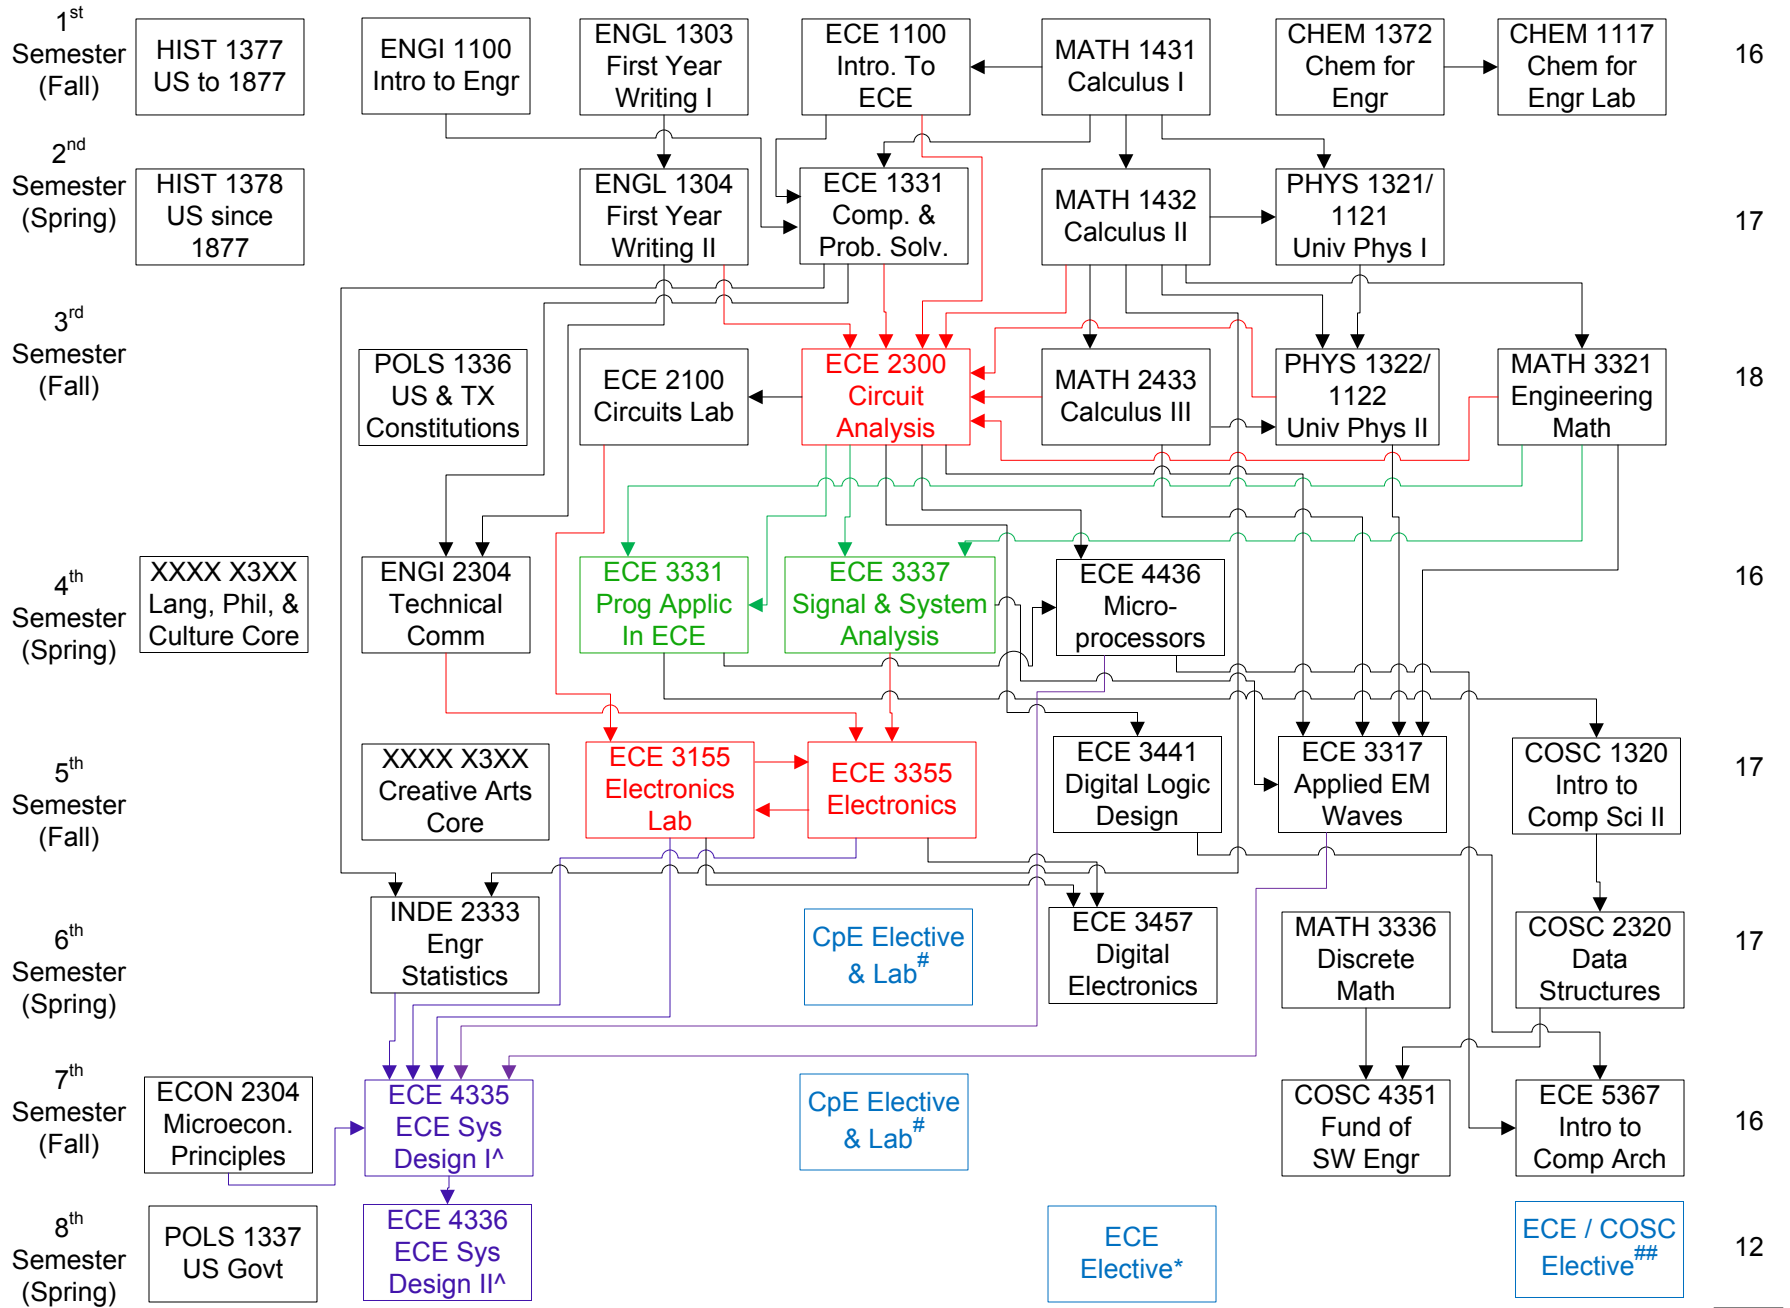 1st
Semester
(Fall)
HIST 1377
US to 1877
ENGI 1100
Intro to Engr
ENGL 1303
First Year
Writing I
ECE 1100
Intro. To
ECE
MATH 1431
Calculus I
CHEM 1372
Chem for
Engr
CHEM 1117
Chem for
Engr Lab
16
2nd
Semester
(Spring)
HIST 1378
US since
1877
ENGL 1304
First Year
Writing II
ECE 1331
Comp. &
Prob. Solv.
MATH 1432
Calculus II
PHYS 1321/
1121
Univ Phys I
17
3rd
Semester
(Fall)
POLS 1336
US & TX
Constitutions
ECE 2100
Circuits Lab
ECE 2300
Circuit
Analysis
MATH 2433
Calculus III
PHYS 1322/
1122
Univ Phys II
MATH 3321
Engineering
Math
18
4th
Semester
(Spring)
XXXX X3XX
Lang, Phil, &
Culture Core
ENGI 2304
Technical
Comm
ECE 3331
Prog Applic
In ECE
ECE 3337
Signal & System
Analysis
ECE 4436
Micro-
processors
16
5th
Semester
(Fall)
XXXX X3XX
Creative Arts
Core
ECE 3155
Electronics
Lab
ECE 3355
Electronics
ECE 3441
Digital Logic
Design
ECE 3317
Applied EM
Waves
COSC 1320
Intro to
Comp Sci II
17
6th
Semester
(Spring)
INDE 2333
Engr
Statistics
CpE Elective
& Lab#
ECE 3457
Digital
Electronics
MATH 3336
Discrete
Math
COSC 2320
Data
Structures
17
7th
Semester
(Fall)
ECON 2304
Microecon.
Principles
ECE 4335
ECE Sys
Design I^
CpE Elective
& Lab#
COSC 4351
Fund of
SW Engr
ECE 5367
Intro to
Comp Arch
16
8th
Semester
(Spring)
POLS 1337
US Govt
ECE 4336
ECE Sys
Design II^
ECE
Elective*
ECE / COSC
Elective##
12